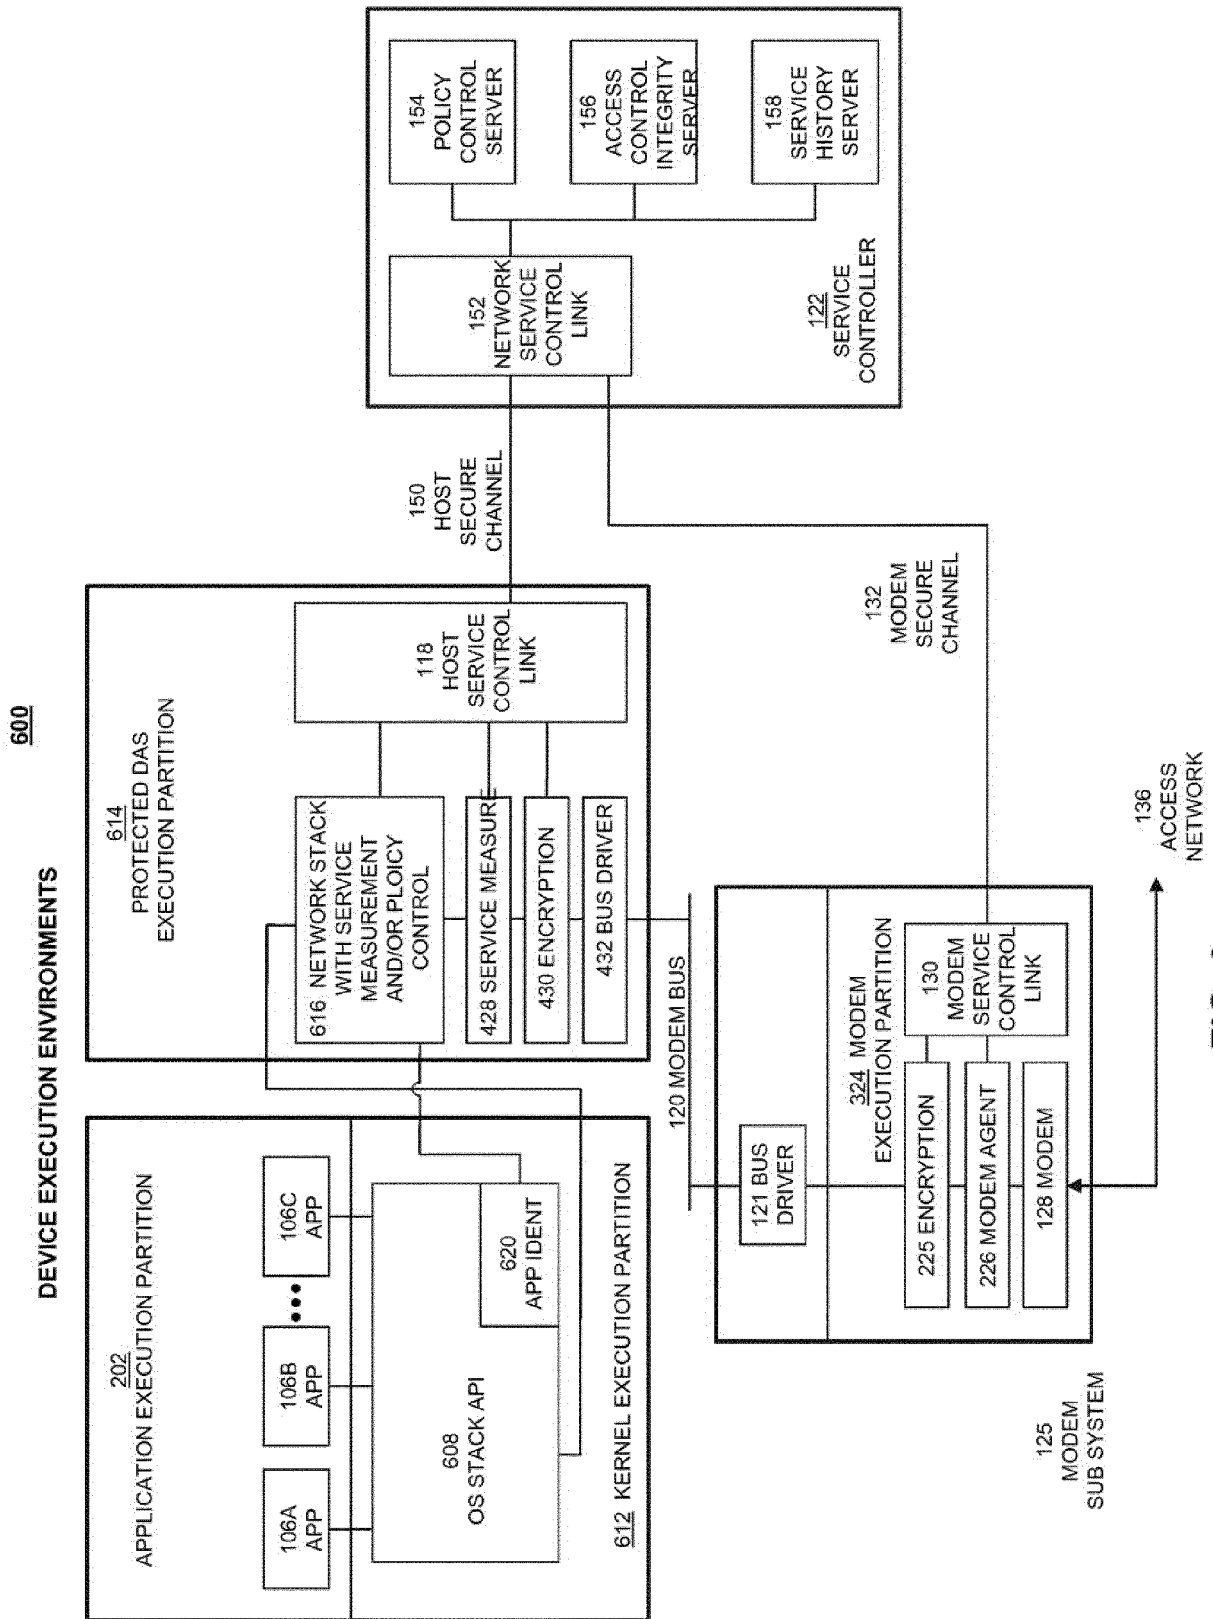 DEVICE EXECUTION ENVIRONMENTS
600
202
APPLICATION EXECUTION PARTITION
106A
APP
106B
APP
106C
APP
608
OS STACK API
620
APP IDENT
612 KERNEL EXECUTION PARTITION
614
PROTECTED DAS
EXECUTION PARTITION
616 NETWORK STACK
WITH SERVICE
MEASUREMENT
AND/OR PLOICY
CONTROL
428 SERVICE MEASURE
430 ENCRYPTION
432 BUS DRIVER
118
HOST
SERVICE
CONTROL
LINK
150
HOST
SECURE
CHANNEL
152
NETWORK
SERVICE
CONTROL
LINK
154
POLICY
CONTROL
SERVER
156
ACCESS
CONTROL
INTEGRITY
SERVER
158
SERVICE
HISTORY
SERVER
122
SERVICE
CONTROLLER
120 MODEM BUS
132
MODEM
SECURE
CHANNEL
121 BUS
DRIVER
324 MODEM
EXECUTION PARTITION
225 ENCRYPTION
226 MODEM AGENT
128 MODEM
130
MODEM
SERVICE
CONTROL
LINK
125
MODEM
SUB SYSTEM
136
ACCESS
NETWORK